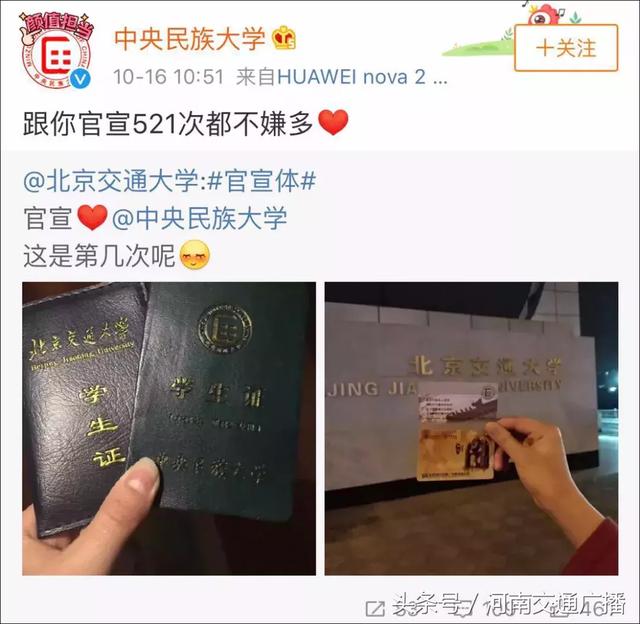 颜值担当
中央民族大学
10-16 10:51 来自HUAWEI nova 2 ...
+关注
跟你官宣521次都不嫌多
@北京交通大学:#官宣体#
官宣 @中央民族大学
这是第几次呢
北京交通大学
Beijing Jiaotong University
学生证
学生证
中央民族大学
北京交通大学
JING JIA UNIVERSITY
头条号 / 河南交通广播